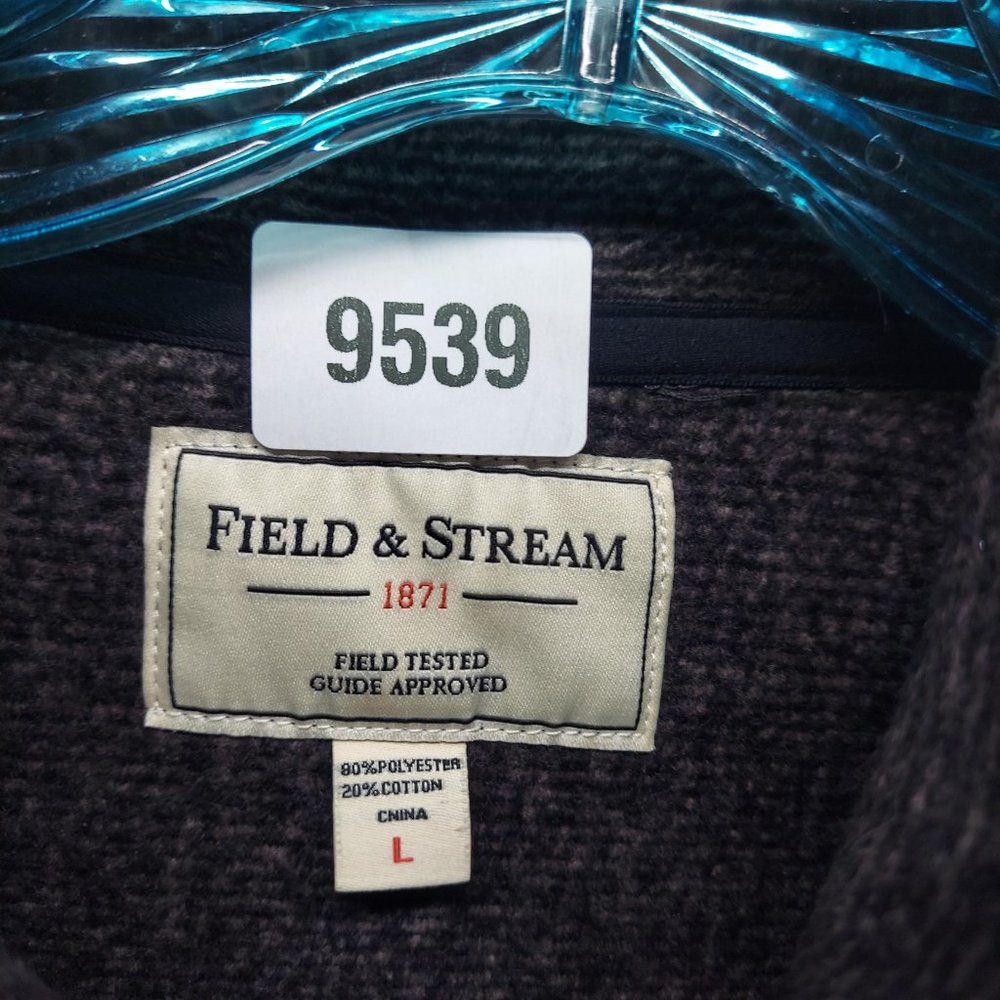 9539
FIELD & STREAM
1871
FIELD TESTED
GUIDE APPROVED
80%POLYESTER
20%COTTON
CNINA
L